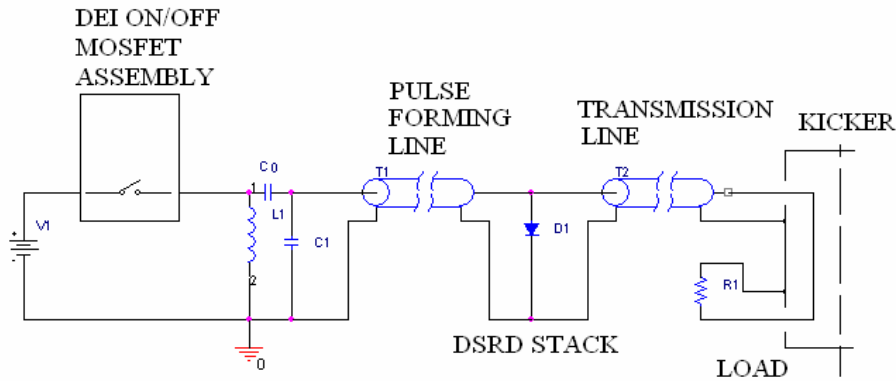 DEI ON/OFF
MOSFET
ASSEMBLY
PULSE
FORMING
LINE
TRANSMISSION
LINE
KICKER
C0
T1
T2
1
L1
V1
+
-
C1
D1
R1
2
0
DSRD STACK
LOAD